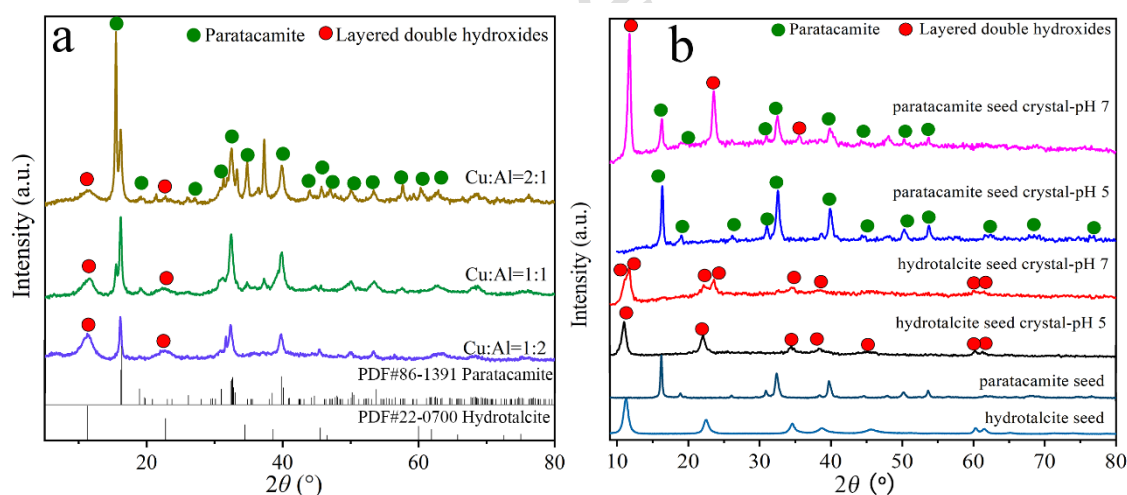 a
Paratacamite
Layered double hydroxides
Cu:Al=2:1
Cu:Al=1:1
Cu:Al=1:2
PDF#86-1391 Paratacamite
PDF#22-0700 Hydrotalcite
Intensity (a.u.)
20 40 60 80
2θ (°)
b
Paratacamite
Layered double hydroxides
paratacamite seed crystal-pH 7
paratacamite seed crystal-pH 5
hydrotalcite seed crystal-pH 7
hydrotalcite seed crystal-pH 5
paratacamite seed
hydrotalcite seed
Intensity (a.u.)
10 20 30 40 50 60 70 80
2θ (°)